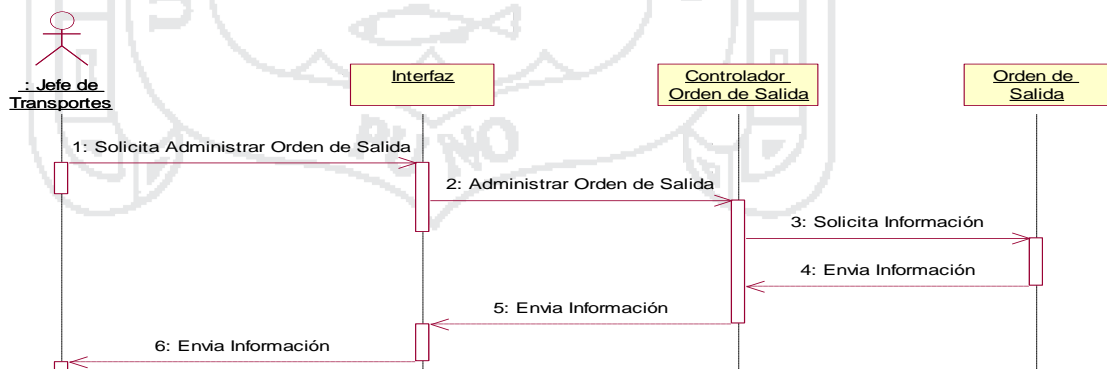 : Jefe de
Transportes
Interfaz
Controlador
Orden de Salida
Orden de
Salida
1: Solicita Administrar Orden de Salida
2: Administrar Orden de Salida
3: Solicita Información
4: Envia Información
5: Envia Información
6: Envia Información
PUNO